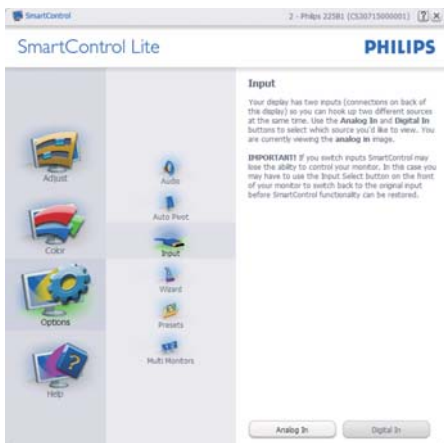 SmartControl
2 - Philips 225B1 (CS30715000001)
SmartControl Lite
PHILIPS
Adjust
Color
Options
Help
Audio
Auto Pivot
Input
Wizard
Presets
Multi Monitors
Input
Your display has two inputs (connections on back of
this display) so you can hook up two different sources
at the same time. Use the Analog In and Digital In
buttons to select which source you'd like to view. You
are currently viewing the analog in image.
IMPORTANT! If you switch inputs SmartControl may
lose the ability to control your monitor. In this case you
may have to use the Input Select button on the front
of your monitor to switch back to the original input
before SmartControl functionality can be restored.
Analog In
Digital In